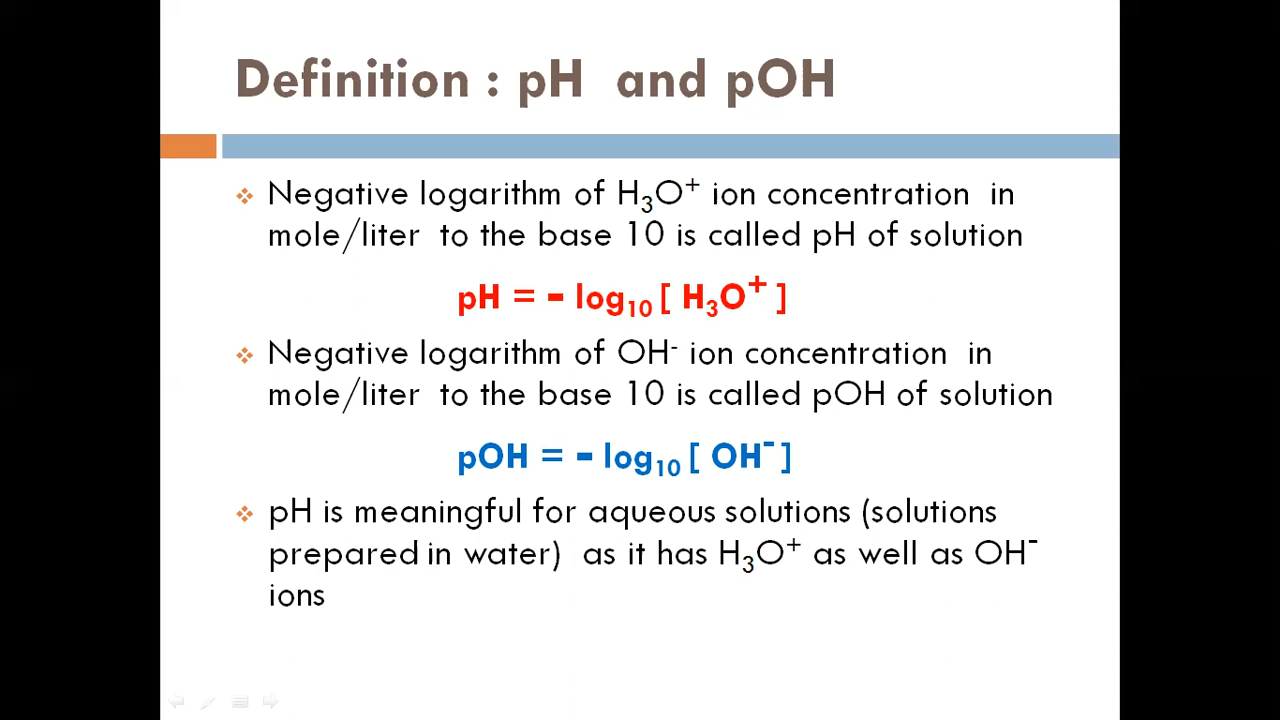 Definition : pH and pOH
❖ Negative logarithm of H₃O⁺ ion concentration in
mole/liter to the base 10 is called pH of solution
pH = - log₁₀ [ H₃O⁺ ]
❖ Negative logarithm of OH⁻ ion concentration in
mole/liter to the base 10 is called pOH of solution
pOH = - log₁₀ [ OH⁻ ]
❖ pH is meaningful for aqueous solutions (solutions
prepared in water) as it has H₃O⁺ as well as OH⁻
ions